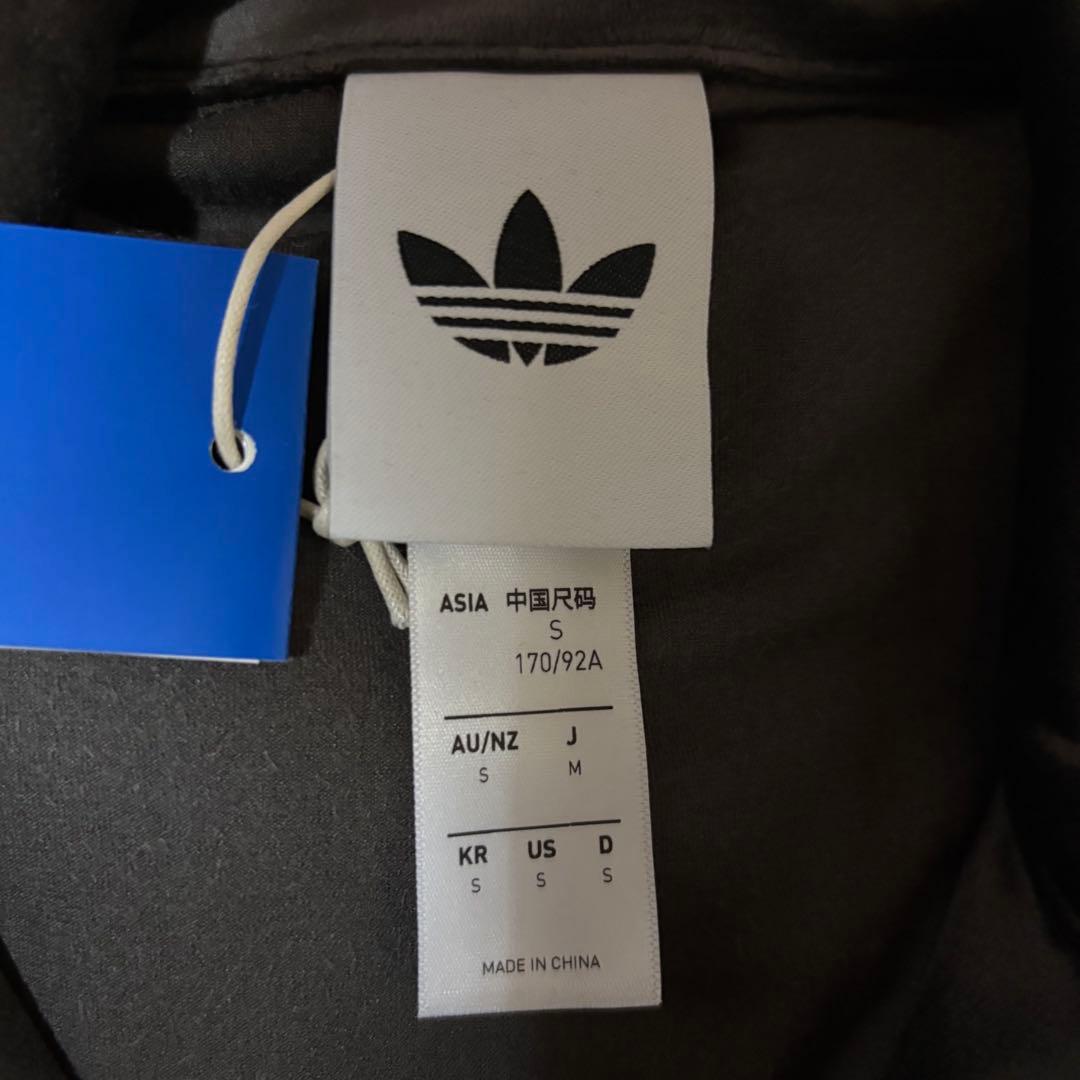 ASIA 中国尺码
S
170/92A
AU/NZ J
S M
KR US D
S S S
MADE IN CHINA